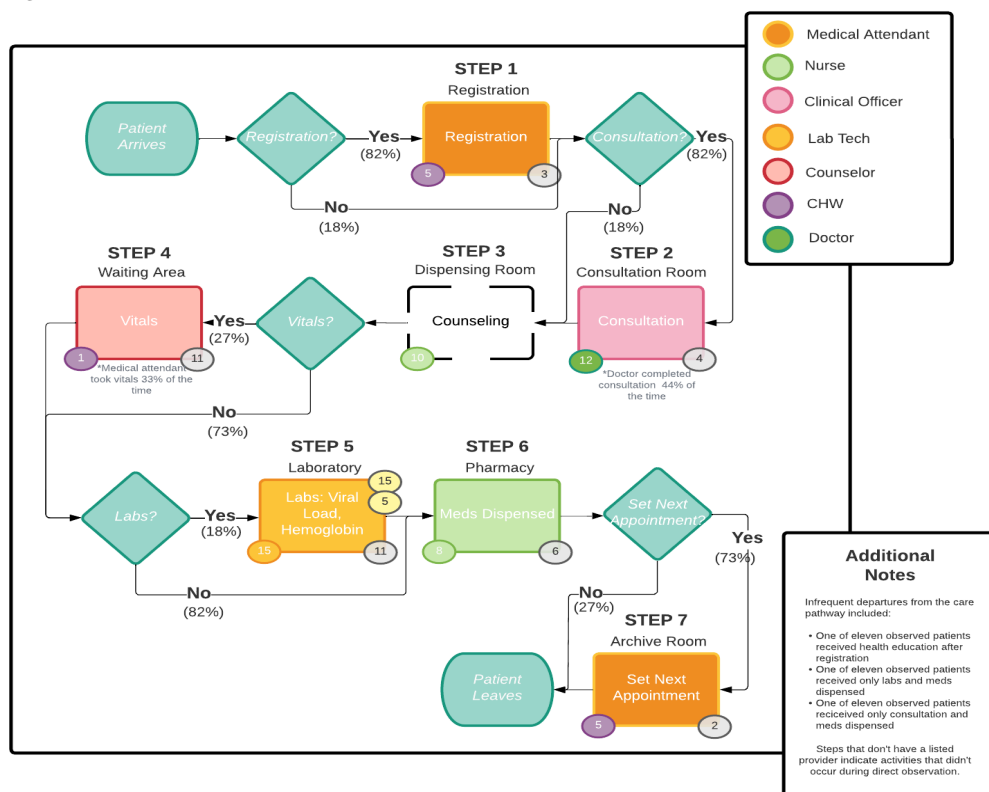 Medical Attendant
Nurse
Clinical Officer
Lab Tech
Counselor
CHW
Doctor
STEP 1
Registration
Patient
Arrives
Registration?
Yes
(82%)
Registration
5
3
Consultation?
Yes
(82%)
No
(18%)
No
(18%)
STEP 4
Waiting Area
Vitals
1
11
*Medical attendant
took vitals 33% of the
time
Yes
(27%)
Vitals?
No
(73%)
STEP 3
Dispensing Room
Counseling
10
STEP 2
Consultation Room
Consultation
12
4
*Doctor completed
consultation 44% of
the time
Labs?
Yes
(18%)
No
(82%)
STEP 5
Laboratory
Labs: Viral
Load,
Hemoglobin
15
5
15
11
STEP 6
Pharmacy
Meds Dispensed
8
6
Set Next
Appointment?
Yes
(73%)
No
(27%)
STEP 7
Archive Room
Set Next
Appointment
5
2
Patient
Leaves
Additional
Notes
Infrequent departures from the care
pathway included:
• One of eleven observed patients
received health education after
registration
• One of eleven observed patients
received only labs and meds
dispensed
• One of eleven observed patients
reciceived only consultation and
meds dispensed
Steps that don't have a listed
provider indicate activities that didn't
occur during direct observation.